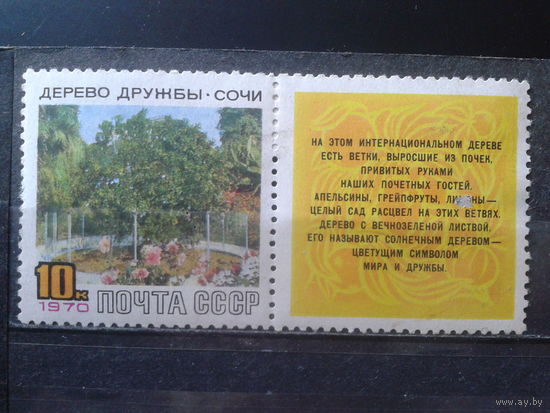 ДЕРЕВО ДРУЖБЫ · СОЧИ
10 К
1970
ПОЧТА СССР
НА ЭТОМ ИНТЕРНАЦИОНАЛЬНОМ ДЕРЕВЕ
ЕСТЬ ВЕТКИ, ВЫРОСШИЕ ИЗ ПОЧЕК,
ПРИВИТЫХ РУКАМИ
НАШИХ ПОЧЕТНЫХ ГОСТЕЙ.
АПЕЛЬСИНЫ, ГРЕЙПФРУТЫ, ЛИМОНЫ—
ЦЕЛЫЙ САД РАСЦВЕЛ НА ЭТИХ ВЕТВЯХ.
ДЕРЕВО С ВЕЧНОЗЕЛЕНОЙ ЛИСТВОЙ.
ЕГО НАЗЫВАЮТ СОЛНЕЧНЫМ ДЕРЕВОМ—
ЦВЕТУЩИМ СИМВОЛОМ
МИРА И ДРУЖБЫ.
www.ay.by